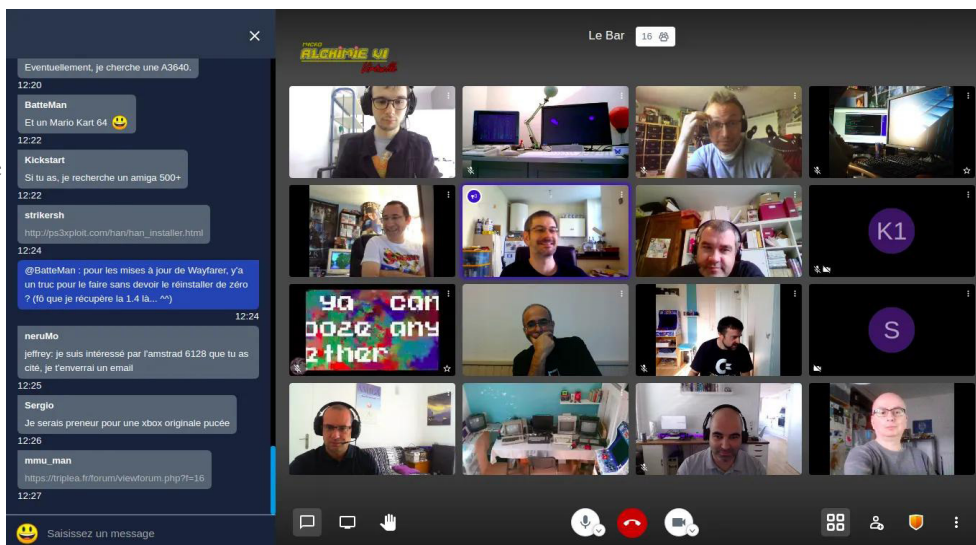 Eventuellement, je cherche une A3640.
12:20
BatteMan
Et un Mario Kart 64 😃
12:22
Kickstart
Si tu as, je recherche un amiga 500+
12:22
strikersh
http://ps3xploit.com/han/han_installer.html
12:24
@BatteMan : pour les mises à jour de Wayfarer, y'a
un truc pour le faire sans devoir le réinstaller de zéro
? (fô que je récupère la 1.4 là... ^^)
12:24
neruMo
jeffrey: je suis intéressé par l'amstrad 6128 que tu as
cité, je t'enverrai un email
12:25
Sergio
Je serais preneur pour une xbox originale pucée
12:26
mmu_man
https://triplea.fr/forum/viewforum.php?f=16
12:27
Saisissez un message
Le Bar 16
ALCHIMIE VI
K1
ya can
ooze any
ether
S